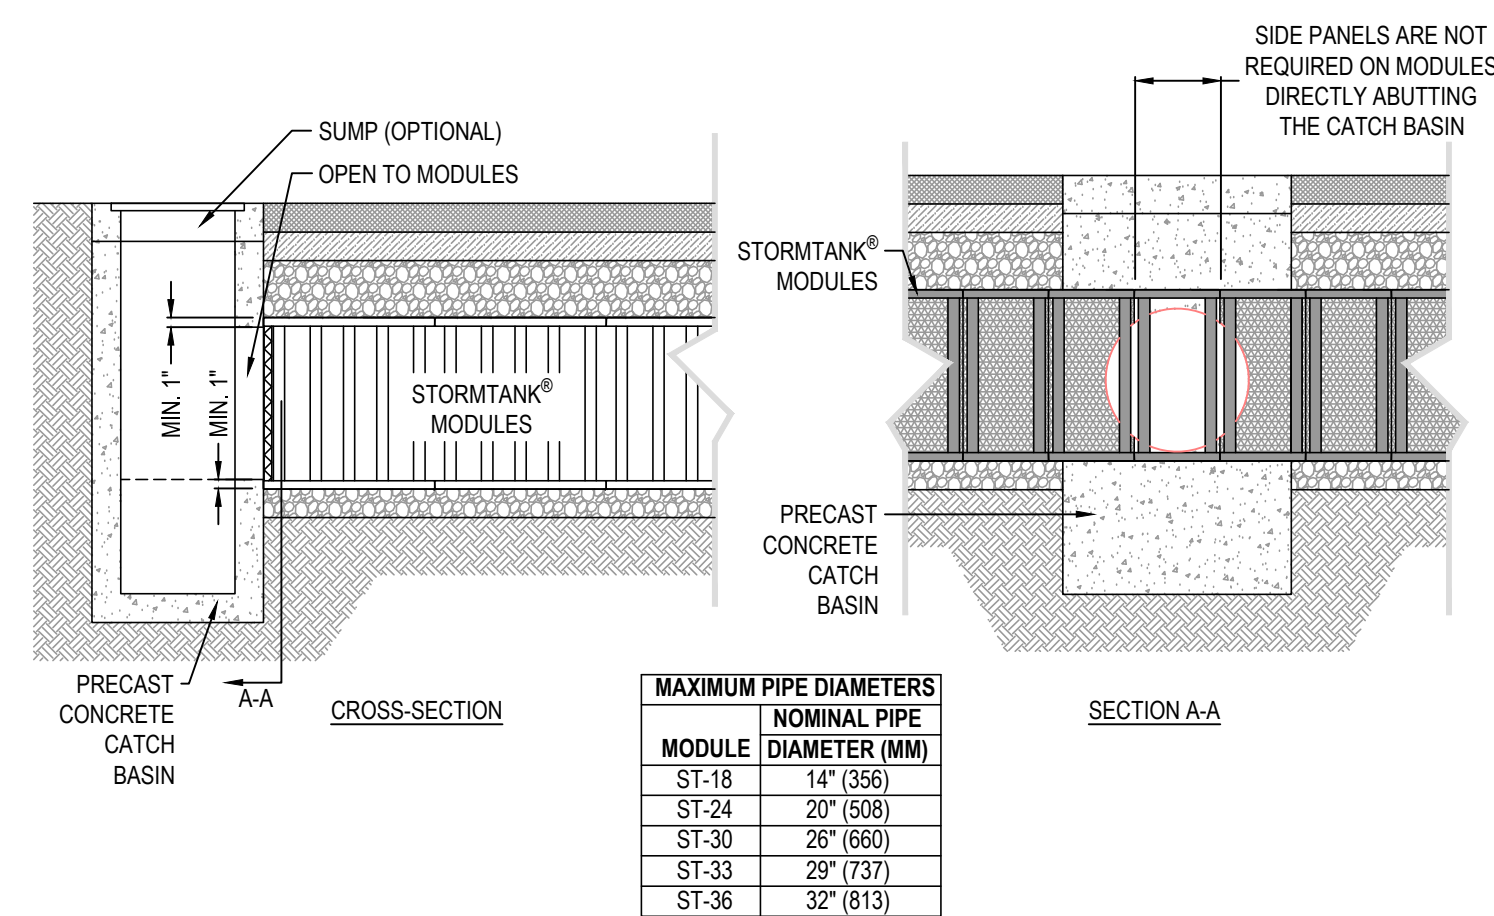 SUMP (OPTIONAL)
OPEN TO MODULES
MIN. 1"
MIN. 1"
STORMTANK®
MODULES
PRECAST
CONCRETE
CATCH
BASIN
A-A
CROSS-SECTION
SIDE PANELS ARE NOT
REQUIRED ON MODULES
DIRECTLY ABUTTING
THE CATCH BASIN
STORMTANK®
MODULES
PRECAST
CONCRETE
CATCH
BASIN
SECTION A-A
MAXIMUM PIPE DIAMETERS
NOMINAL PIPE
MODULE DIAMETER (MM)
ST-18 14" (356)
ST-24 20" (508)
ST-30 26" (660)
ST-33 29" (737)
ST-36 32" (813)